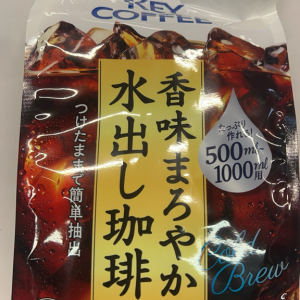 KEY COFFEE
香味まろやか
水出し珈琲
つけたままで簡単抽出
たっぷり
作れる!
500ml~
1000ml用
Cold
Brew